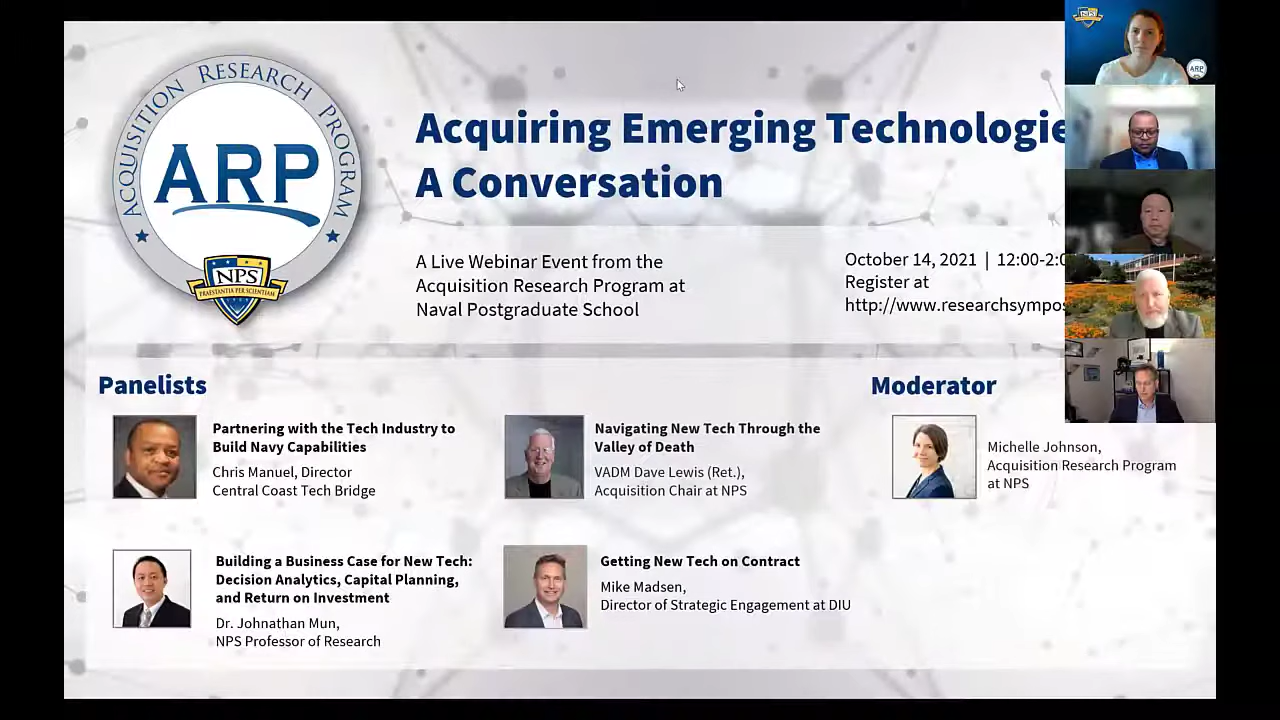 ACQUISITION RESEARCH PROGRAM
ARP
NPS
PRAESTANTIA PER SCIENTIAM
Acquiring Emerging Technologie
A Conversation
A Live Webinar Event from the
Acquisition Research Program at
Naval Postgraduate School
October 14, 2021 | 12:00-2:0
Register at
http://www.researchsympos
Panelists
Partnering with the Tech Industry to
Build Navy Capabilities
Chris Manuel, Director
Central Coast Tech Bridge
Navigating New Tech Through the
Valley of Death
VADM Dave Lewis (Ret.),
Acquisition Chair at NPS
Building a Business Case for New Tech:
Decision Analytics, Capital Planning,
and Return on Investment
Dr. Johnathan Mun,
NPS Professor of Research
Getting New Tech on Contract
Mike Madsen,
Director of Strategic Engagement at DIU
Moderator
Michelle Johnson,
Acquisition Research Program
at NPS
NPS
ARP